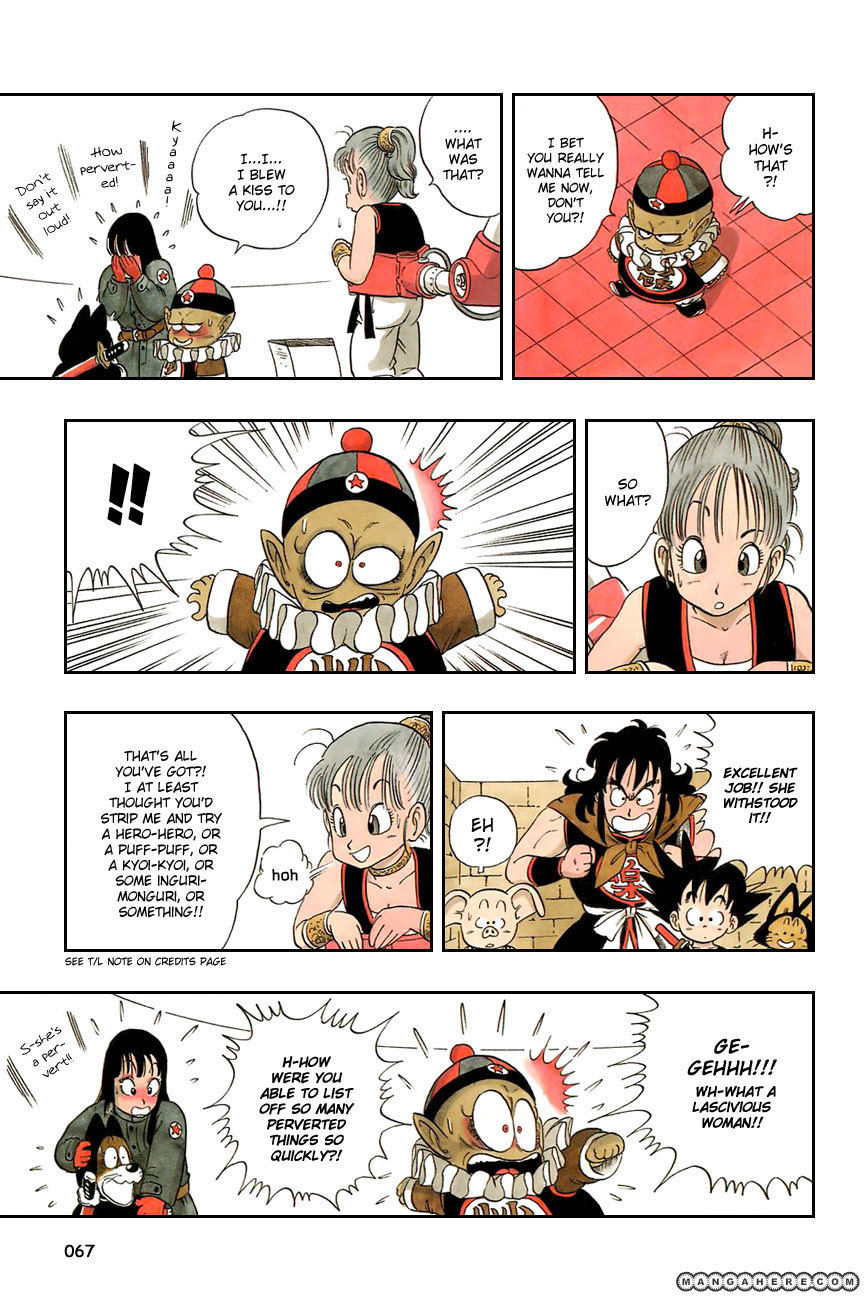 H-
HOW'S
THAT
?!
I BET
YOU REALLY
WANNA TELL
ME NOW,
DON'T
YOU?!
....
WHAT
WAS
THAT?
I...I...
I BLEW
A KISS TO
YOU...!!
Kyaaaa!
How
pervert-
ed!
Don't
say it
out
loud!
SO
WHAT?
!!
EXCELLENT
JOB!! SHE
WITHSTOOD
IT!!
EH
?!
hah
THAT'S ALL
YOU'VE GOT?!
I AT LEAST
THOUGHT YOU'D
STRIP ME AND TRY
A HERO-HERO, OR
A PUFF-PUFF, OR
A KYOI-KYOI, OR
SOME INGURI-
MONGURI, OR
SOMETHING!!
SEE T/L NOTE ON CREDITS PAGE
GE-
GEHHH!!!
WH-WHAT A
LASCIVIOUS
WOMAN!!
H-HOW
WERE YOU
ABLE TO LIST
OFF SO MANY
PERVERTED
THINGS SO
QUICKLY?!
S-she's
a per-
vert!!
067
MANGAHERE.COM